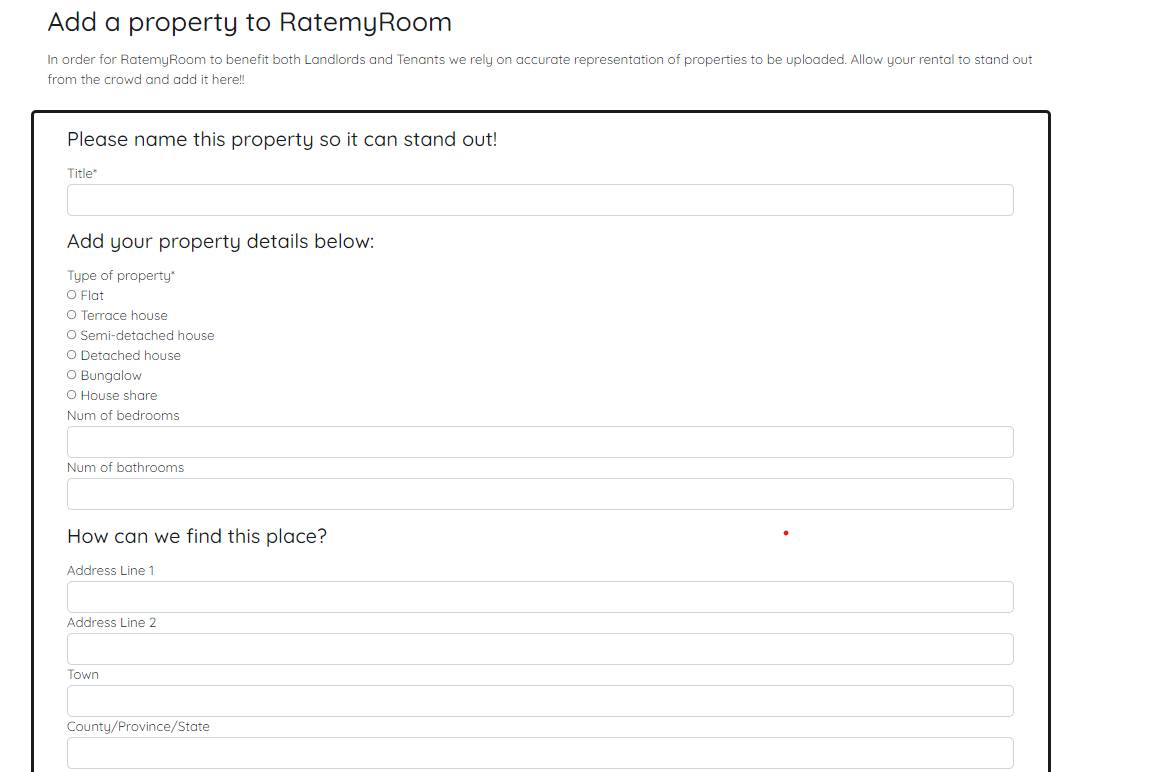 Add a property to RatemyRoom
In order for RatemyRoom to benefit both Landlords and Tenants we rely on accurate representation of properties to be uploaded. Allow your rental to stand out
from the crowd and add it here!!
Please name this property so it can stand out!
Title*
Add your property details below:
Type of property*
Flat
Terrace house
Semi-detached house
Detached house
Bungalow
House share
Num of bedrooms
Num of bathrooms
How can we find this place?
Address Line 1
Address Line 2
Town
County/Province/State